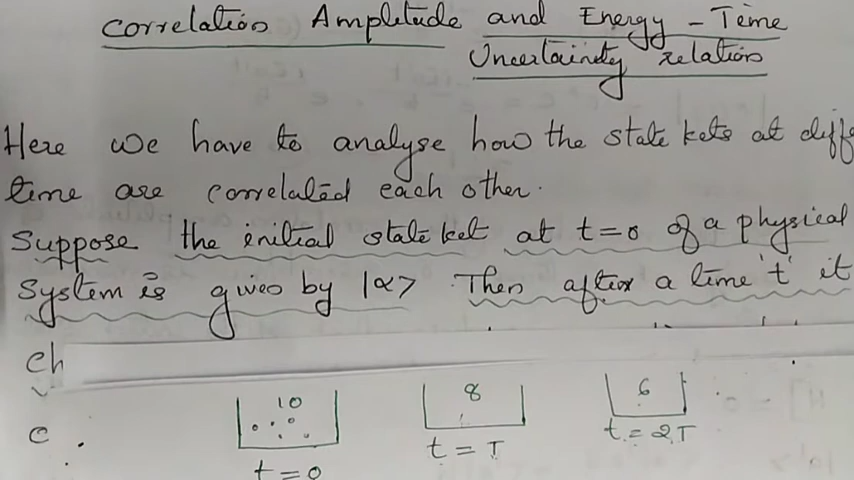 Correlation Amplitude and Energy - Time
Uncertainity relation
Here we have to analyse how the state kets at diff
time are correlated each other.
Suppose the initial state ket at t=0 of a physical
System is given by |α> . Then after a time 't' it
ch
c .
10 8 6
t=0 t=T t=2T